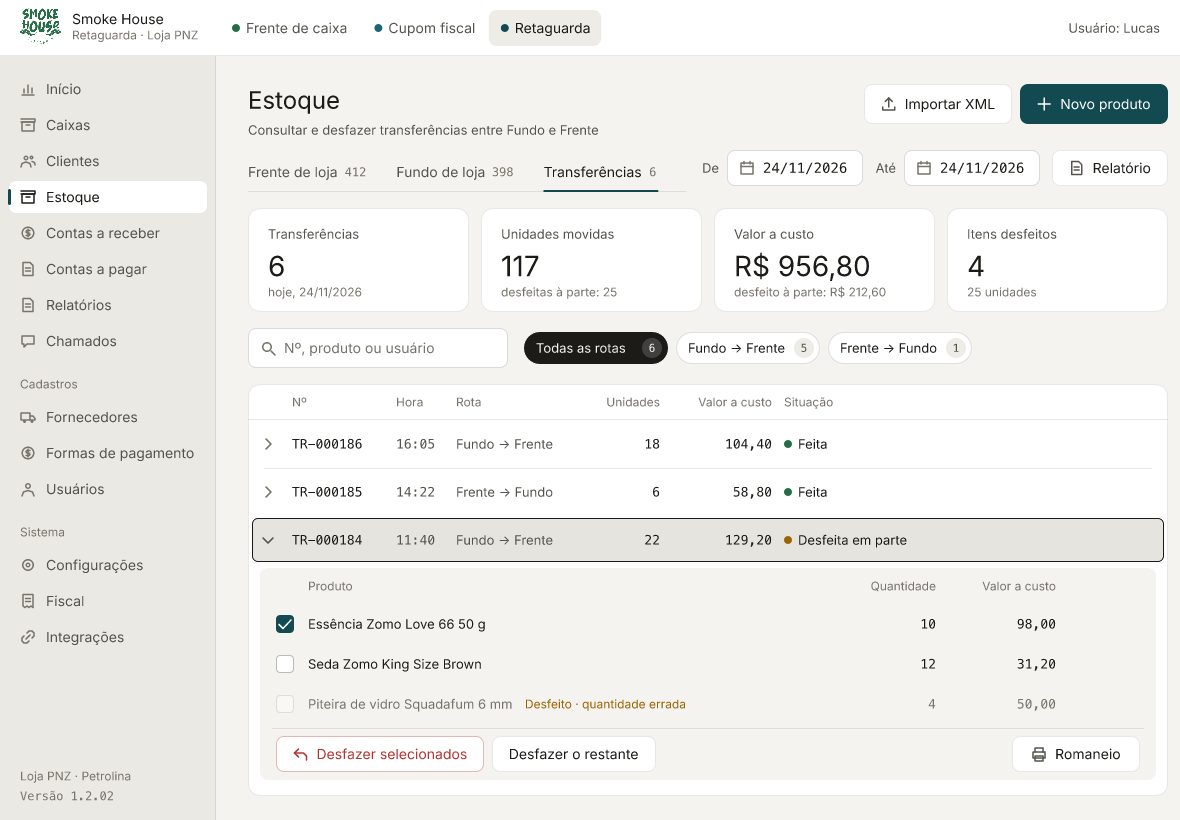 SMOKE HOUSE
Smoke House
Retaguarda · Loja PNZ
Frente de caixa
Cupom fiscal
Retaguarda
Usuário: Lucas
Início
Caixas
Clientes
Estoque
Contas a receber
Contas a pagar
Relatórios
Chamados
Cadastros
Fornecedores
Formas de pagamento
Usuários
Sistema
Configurações
Fiscal
Integrações
Loja PNZ · Petrolina
Versão 1.2.02
Estoque
Consultar e desfazer transferências entre Fundo e Frente
Importar XML
+ Novo produto
Frente de loja 412
Fundo de loja 398
Transferências 6
De 24/11/2026
Até 24/11/2026
Relatório
Transferências
6
hoje, 24/11/2026
Unidades movidas
117
desfeitas à parte: 25
Valor a custo
R$ 956,80
desfeito à parte: R$ 212,60
Itens desfeitos
4
25 unidades
Nº, produto ou usuário
Todas as rotas 6
Fundo → Frente 5
Frente → Fundo 1
Nº Hora Rota Unidades Valor a custo Situação
TR-000186 16:05 Fundo → Frente 18 104,40 Feita
TR-000185 14:22 Frente → Fundo 6 58,80 Feita
TR-000184 11:40 Fundo → Frente 22 129,20 Desfeita em parte
Produto Quantidade Valor a custo
Essência Zomo Love 66 50 g 10 98,00
Seda Zomo King Size Brown 12 31,20
Piteira de vidro Squadafum 6 mm Desfeito · quantidade errada 4 50,00
Desfazer selecionados
Desfazer o restante
Romaneio